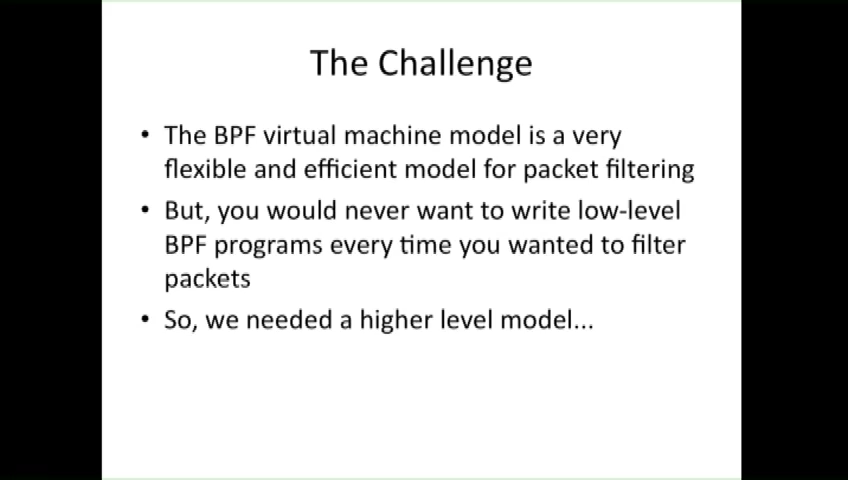 The Challenge
• The BPF virtual machine model is a very
flexible and efficient model for packet filtering
• But, you would never want to write low-level
BPF programs every time you wanted to filter
packets
• So, we needed a higher level model...